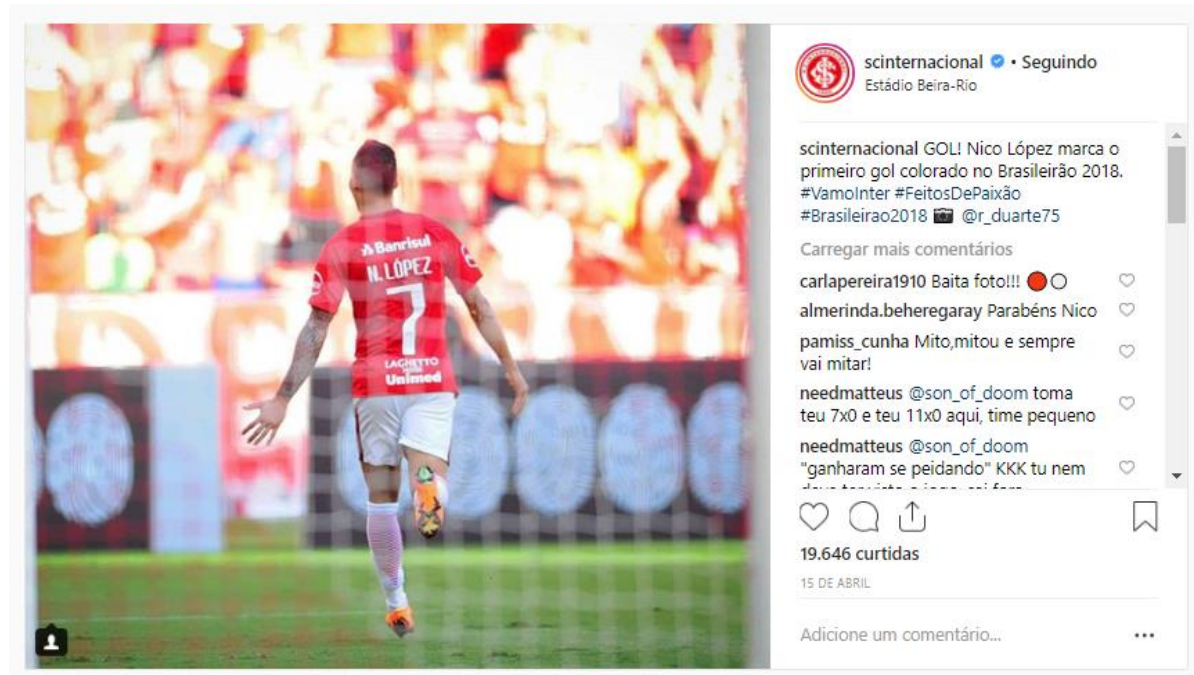 scinternacional • Seguindo
Estádio Beira-Rio
scinternacional GOL! Nico López marca o
primeiro gol colorado no Brasileirão 2018.
#VamoInter #FeitosDePaixão
#Brasileirao2018 📷 @r_duarte75
Carregar mais comentários
carlapereira1910 Baita foto!!! 🔴⚪
almerinda.beheregaray Parabéns Nico
pamiss_cunha Mito,mitou e sempre
vai mitar!
needmatteus @son_of_doom toma
teu 7x0 e teu 11x0 aqui, time pequeno
needmatteus @son_of_doom
"ganharam se peidando" KKK tu nem
19.646 curtidas
15 DE ABRIL
Adicione um comentário...
Banrisul
N. LÓPEZ
7
LAGHETTO
Unimed